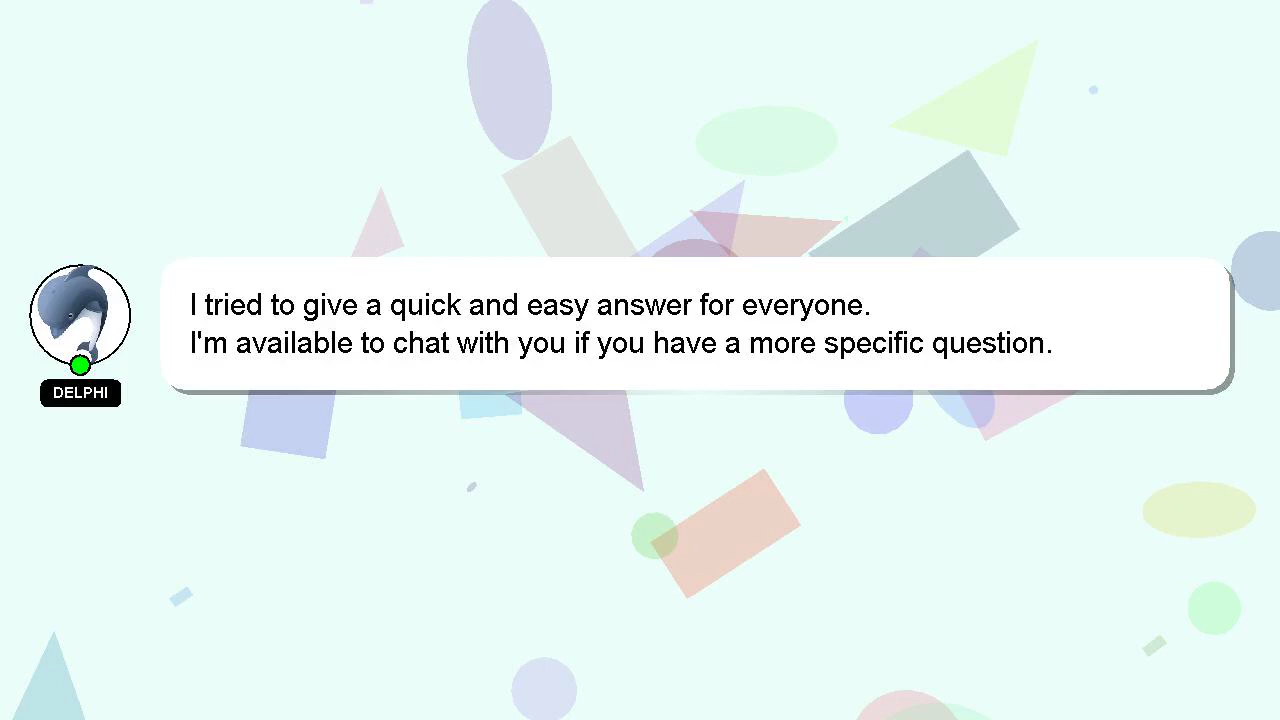 I tried to give a quick and easy answer for everyone.
I'm available to chat with you if you have a more specific question.
DELPHI